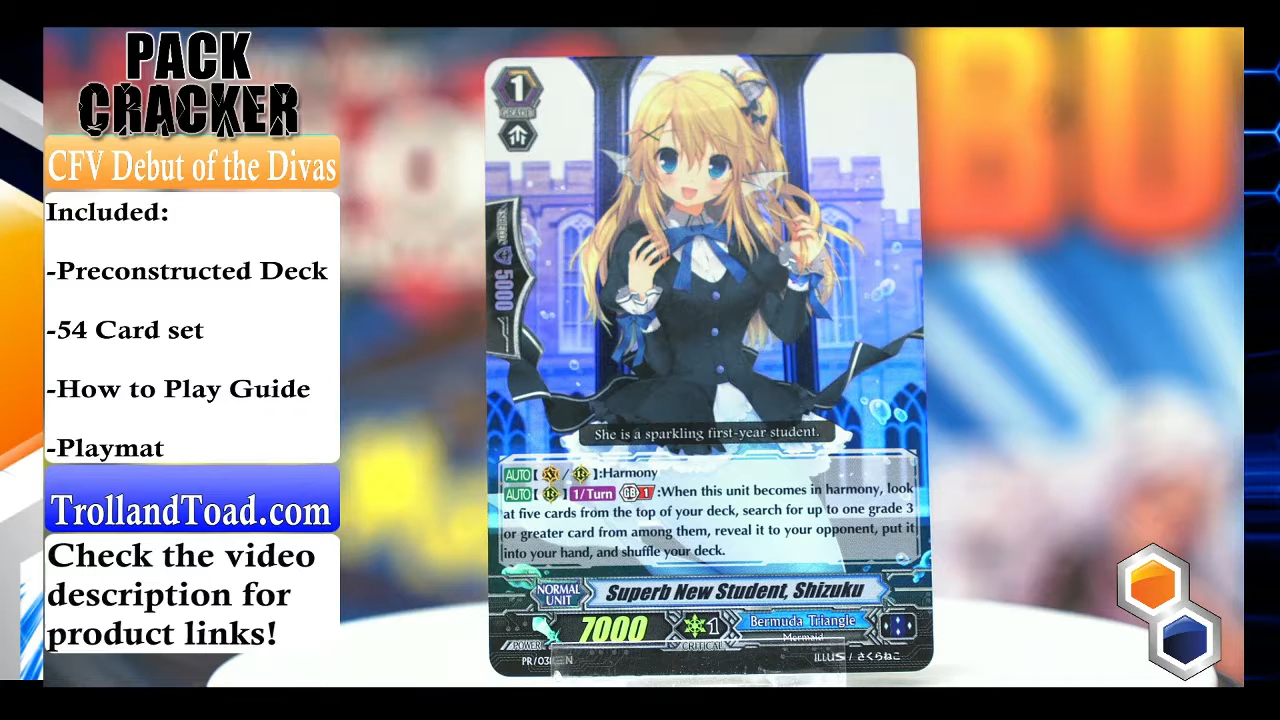 PACK
CRACKER
CFV Debut of the Divas
Included:
-Preconstructed Deck
-54 Card set
-How to Play Guide
-Playmat
TrollandToad.com
Check the video
description for
product links!
BU
1
GRADE
SHIELD
5000
She is a sparkling first-year student.
AUTO【 / 】:Harmony
AUTO【 】 1/Turn GB 1 :When this unit becomes in harmony, look
at five cards from the top of your deck, search for up to one grade 3
or greater card from among them, reveal it to your opponent, put it
into your hand, and shuffle your deck.
NORMAL
UNIT
Superb New Student, Shizuku
POWER
7000
1
CRITICAL
Bermuda Triangle
Mermaid
ILLUS / さくらねこ